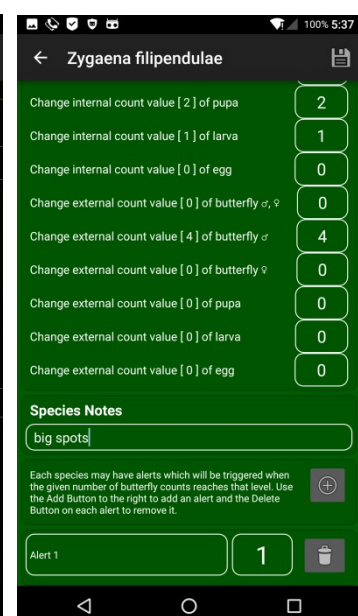 100% 5:37
Zygaena filipendulae
Change internal count value [ 2 ] of pupa 2
Change internal count value [ 1 ] of larva 1
Change internal count value [ 0 ] of egg 0
Change external count value [ 0 ] of butterfly ♂, ♀ 0
Change external count value [ 4 ] of butterfly ♂ 4
Change external count value [ 0 ] of butterfly ♀ 0
Change external count value [ 0 ] of pupa 0
Change external count value [ 0 ] of larva 0
Change external count value [ 0 ] of egg 0
Species Notes
big spots
Each species may have alerts which will be triggered when
the given number of butterfly counts reaches that level. Use
the Add Button to the right to add an alert and the Delete
Button on each alert to remove it.
Alert 1 1